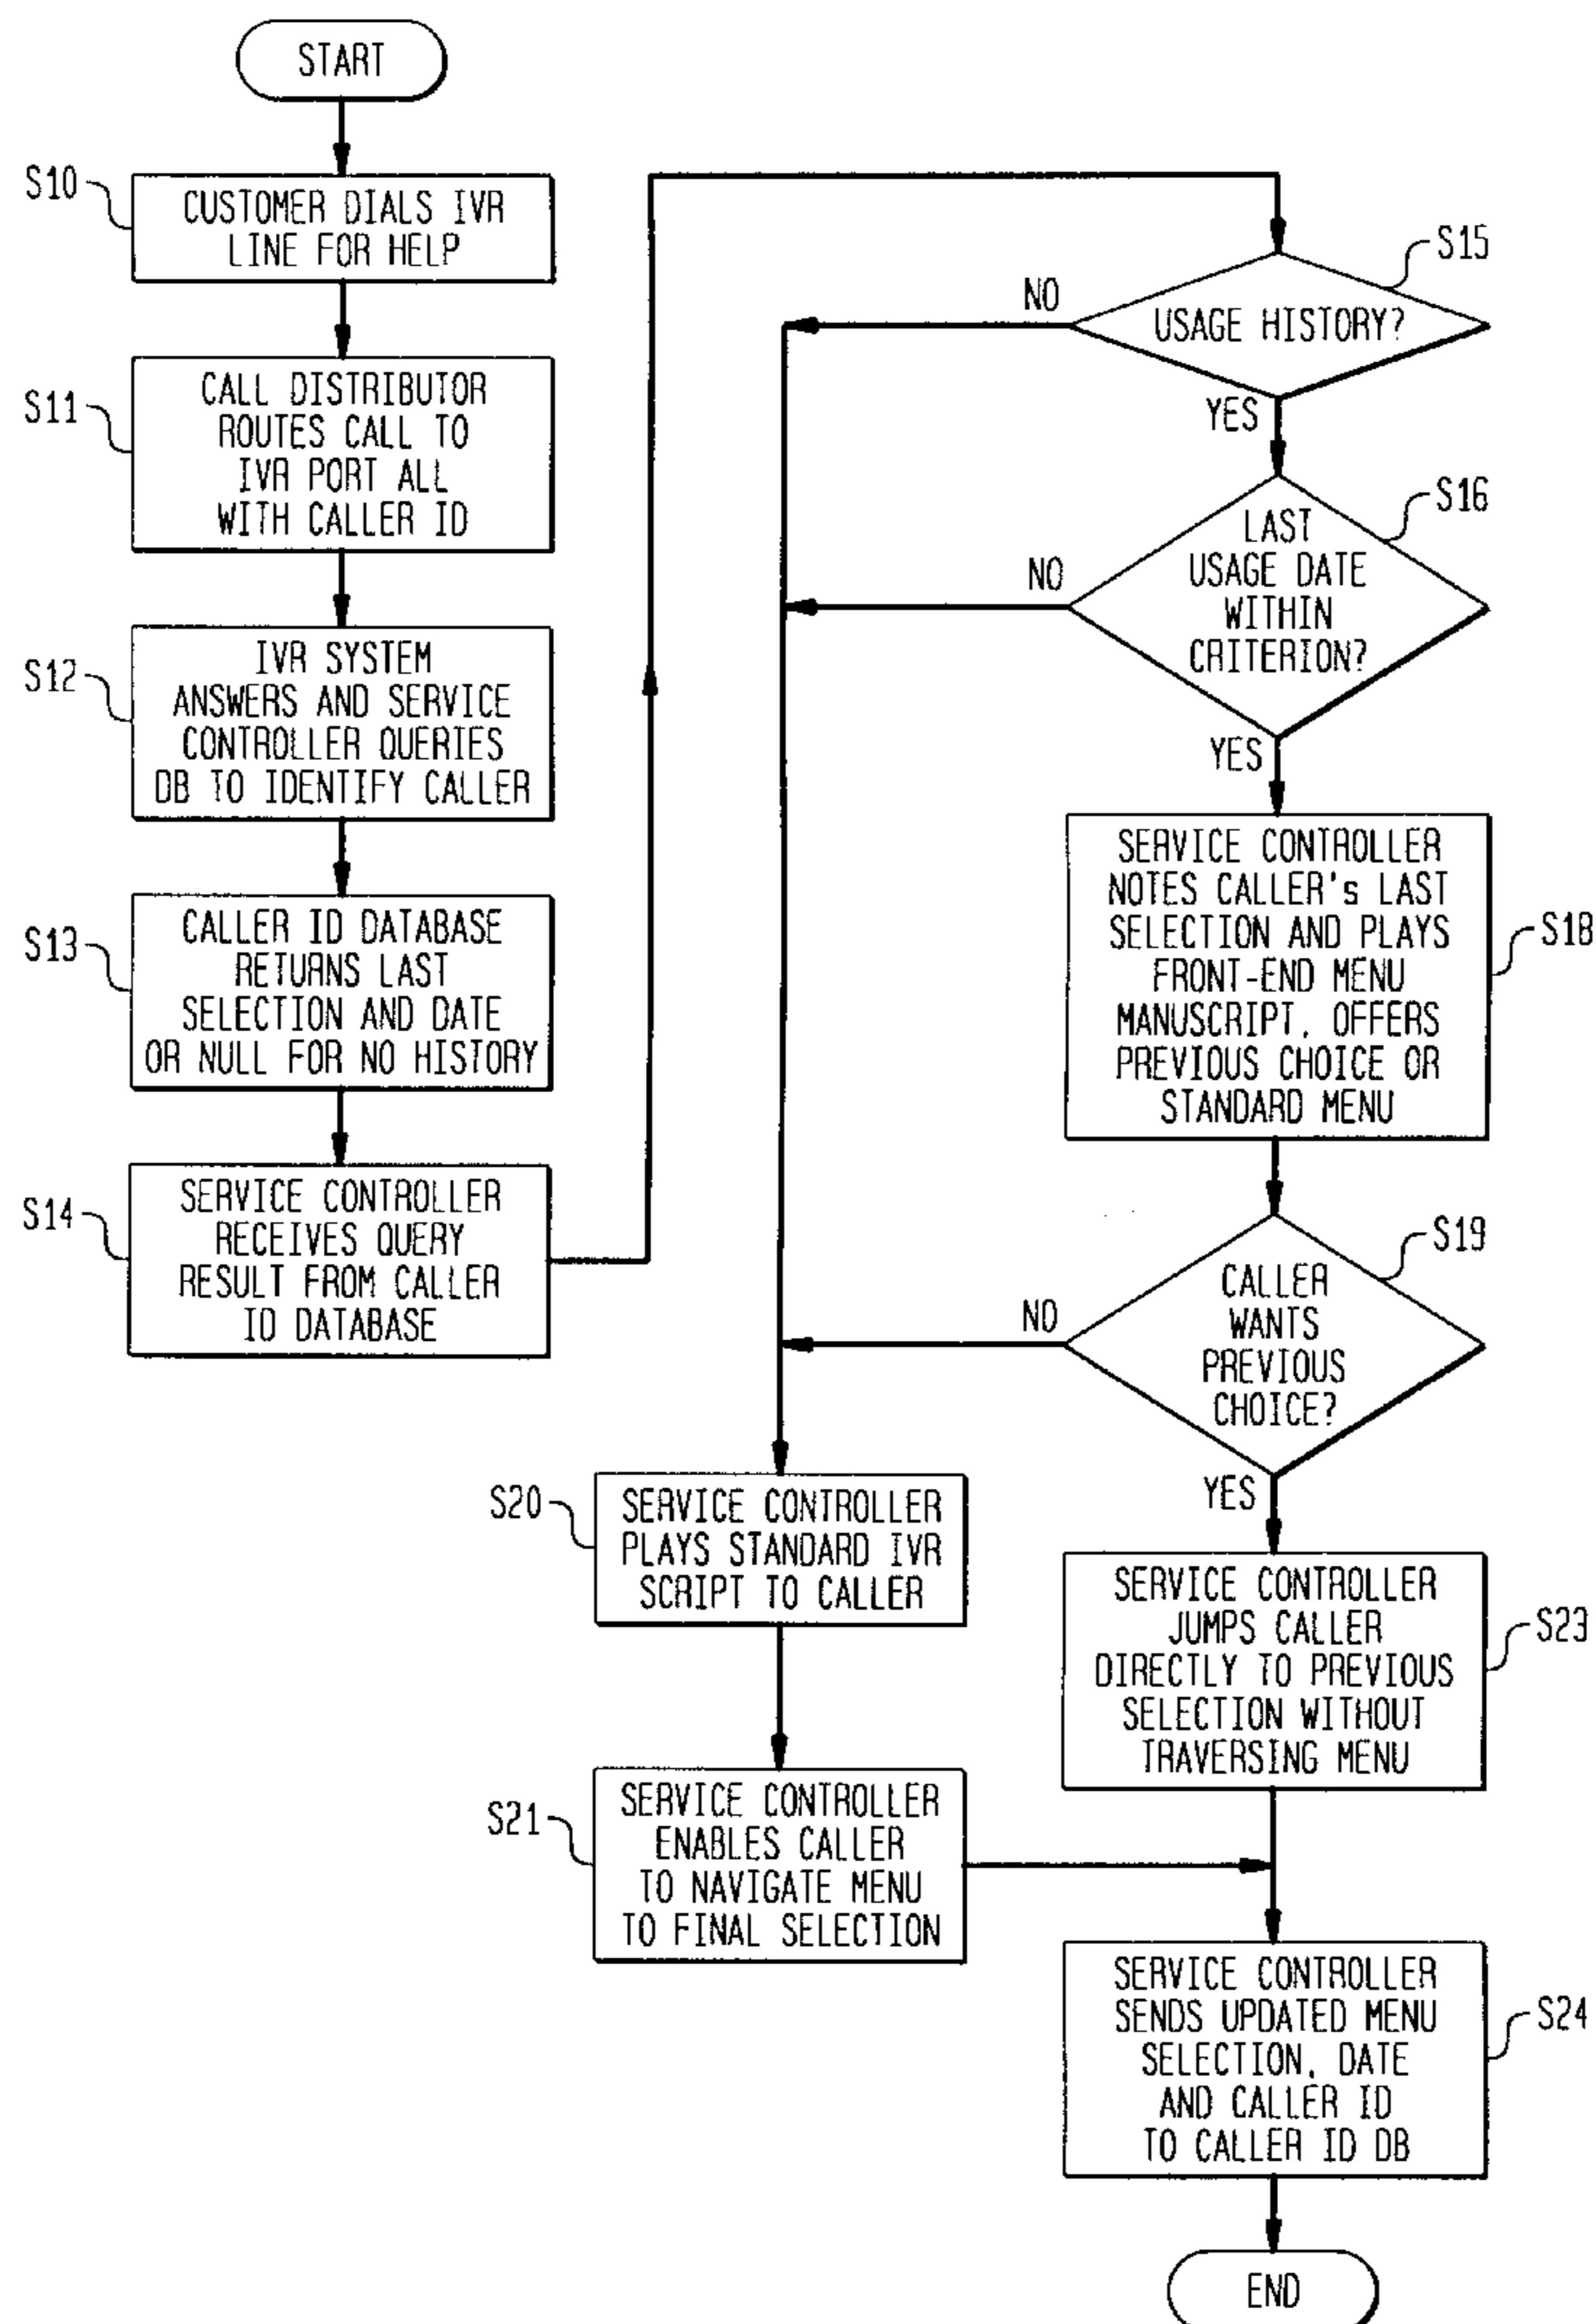 START
S10
CUSTOMER DIALS IVR
LINE FOR HELP
S11
CALL DISTRIBUTOR
ROUTES CALL TO
IVR PORT ALL
WITH CALLER ID
S12
IVR SYSTEM
ANSWERS AND SERVICE
CONTROLLER QUERIES
DB TO IDENTIFY CALLER
S13
CALLER ID DATABASE
RETURNS LAST
SELECTION AND DATE
OR NULL FOR NO HISTORY
S14
SERVICE CONTROLLER
RECEIVES QUERY
RESULT FROM CALLER
ID DATABASE
S15
USAGE HISTORY?
NO
YES
S16
LAST
USAGE DATE
WITHIN
CRITERION?
NO
YES
S18
SERVICE CONTROLLER
NOTES CALLER's LAST
SELECTION AND PLAYS
FRONT-END MENU
MANUSCRIPT, OFFERS
PREVIOUS CHOICE OR
STANDARD MENU
S19
CALLER
WANTS
PREVIOUS
CHOICE?
NO
YES
S20
SERVICE CONTROLLER
PLAYS STANDARD IVR
SCRIPT TO CALLER
S21
SERVICE CONTROLLER
ENABLES CALLER
TO NAVIGATE MENU
TO FINAL SELECTION
S23
SERVICE CONTROLLER
JUMPS CALLER
DIRECTLY TO PREVIOUS
SELECTION WITHOUT
TRAVERSING MENU
S24
SERVICE CONTROLLER
SENDS UPDATED MENU
SELECTION, DATE
AND CALLER ID
TO CALLER ID DB
END